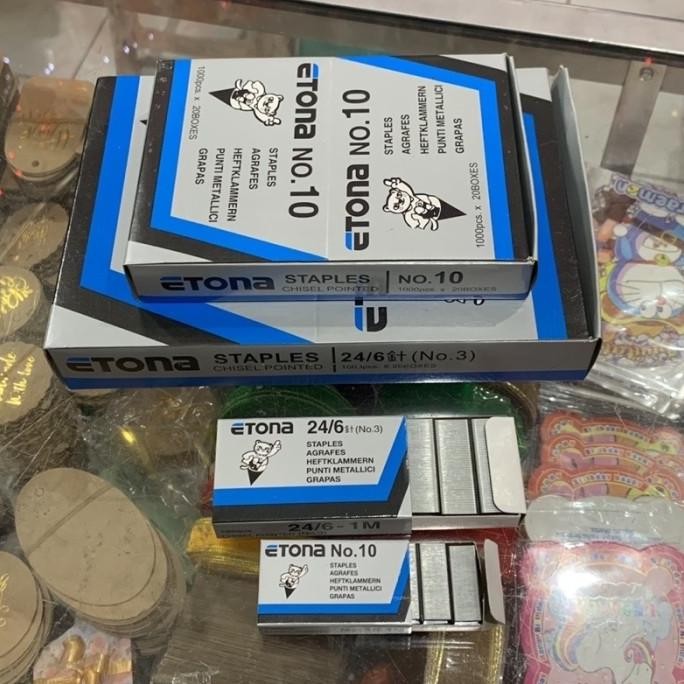 ETONA NO.10
STAPLES
AGRAFES
HEFTKLAMMERN
PUNTI METALLICI
GRAPAS
1000pcs. x 20BOXES
ETONA NO.10
STAPLES
AGRAFES
HEFTKLAMMERN
PUNTI METALLICI
GRAPAS
1000pcs. x 20BOXES
ETONA STAPLES NO.10
CHISEL POINTED 1000pcs. x 20BOXES
ETONA STAPLES 24/6針(No.3)
CHISEL POINTED
ETONA 24/6針(No.3)
STAPLES
AGRAFES
HEFTKLAMMERN
PUNTI METALLICI
GRAPAS
24/6-1M
ETONA No.10
STAPLES
AGRAFES
HEFTKLAMMERN
PUNTI METALLICI
GRAPAS